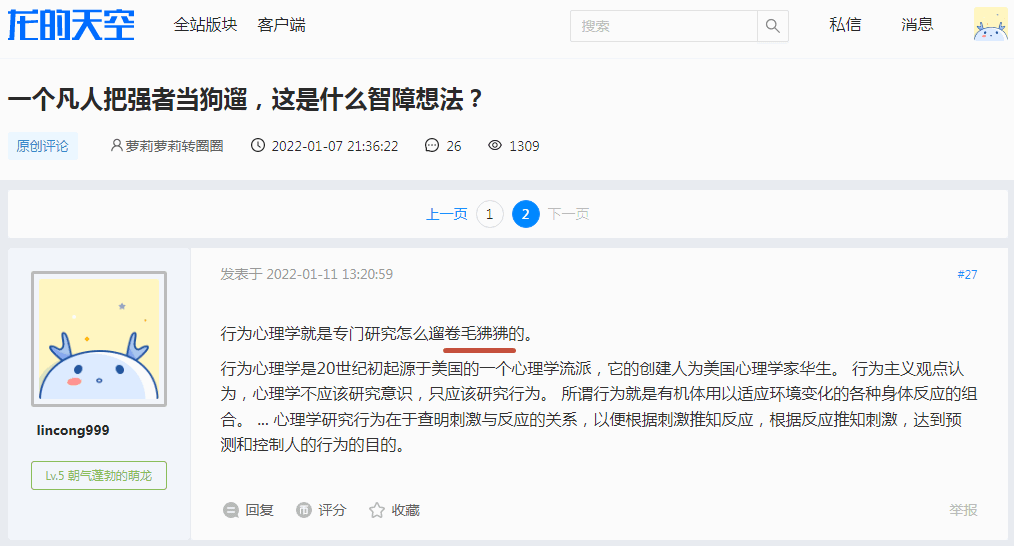 龙的天空 全站版块 客户端 搜索 私信 消息
一个凡人把强者当狗遛，这是什么智障想法？
原创评论 萝莉萝莉转圈圈 2022-01-07 21:36:22 26 1309
上一页 1 2 下一页
发表于 2022-01-11 13:20:59 #27
行为心理学就是专门研究怎么遛卷毛狒狒的。
行为心理学是20世纪初起源于美国的一个心理学流派，它的创建人为美国心理学家华生。 行为主义观点认
为，心理学不应该研究意识，只应该研究行为。 所谓行为就是有机体用以适应环境变化的各种身体反应的组
合。 ... 心理学研究行为在于查明刺激与反应的关系，以便根据刺激推知反应，根据反应推知刺激，达到预
测和控制人的行为的目的。
lincong999
Lv.5 朝气蓬勃的萌龙
回复 评分 收藏 举报